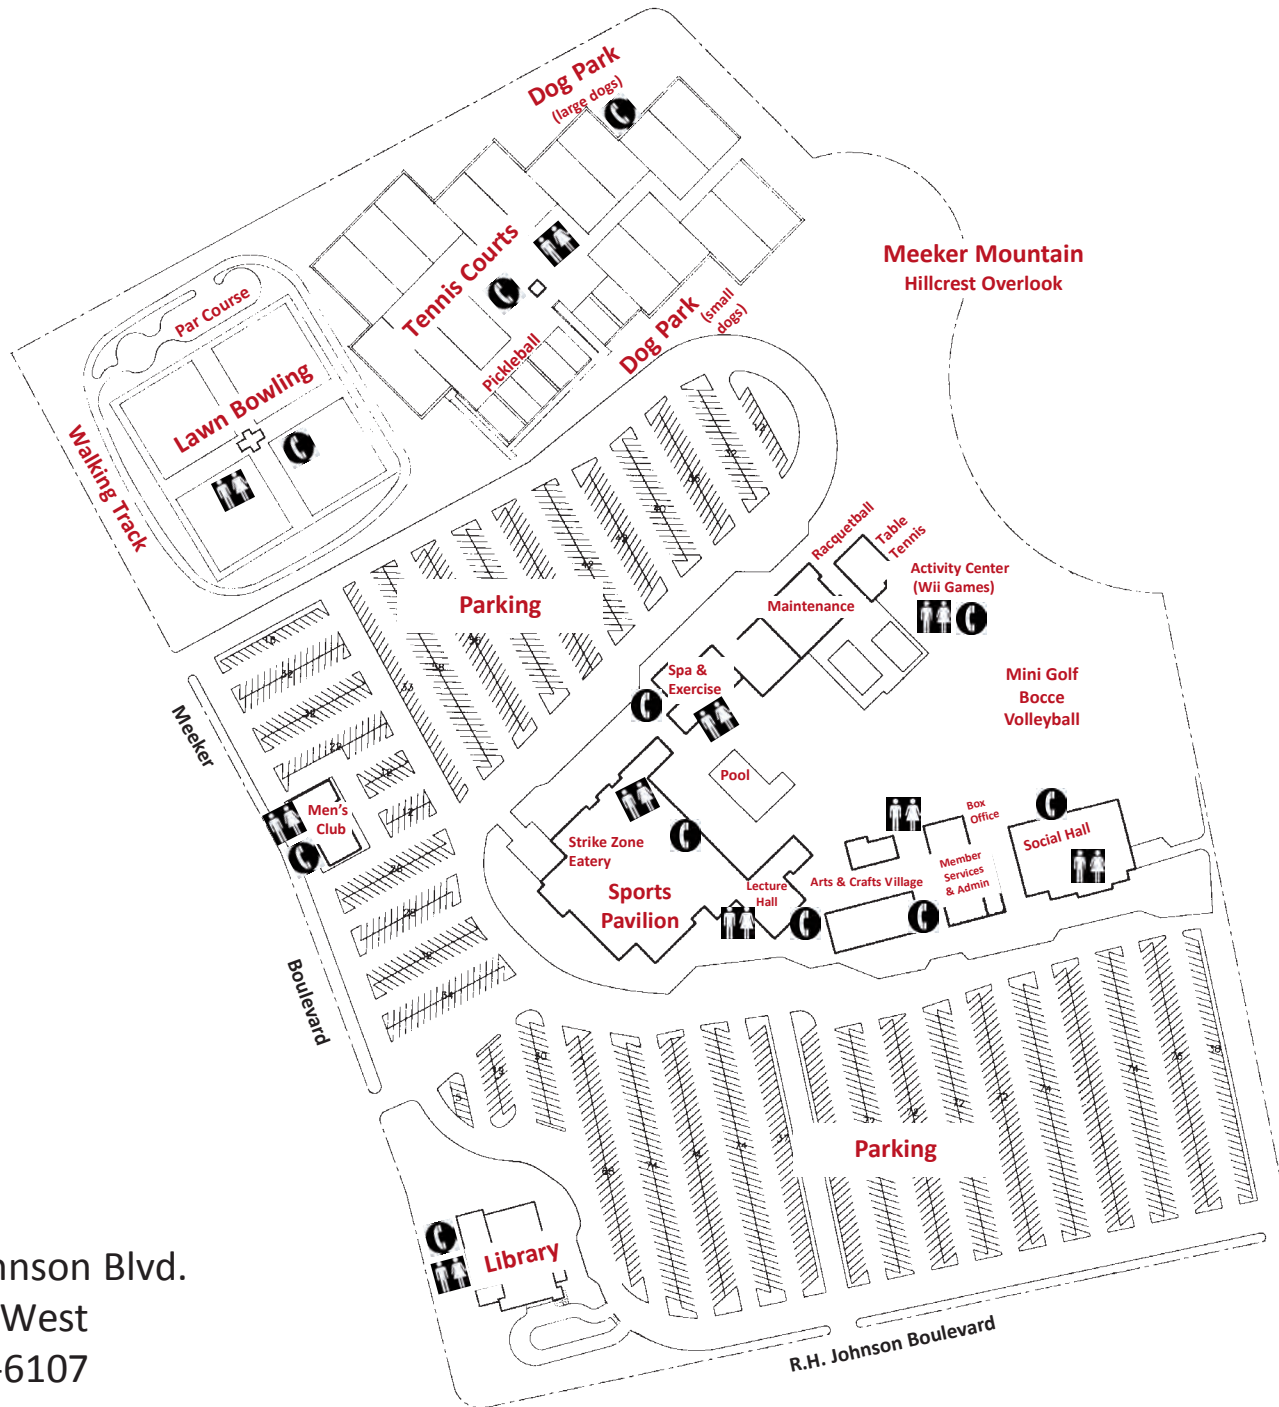 Dog Park
(large dogs)
Tennis Courts
Meeker Mountain
Hillcrest Overlook
Par Course
Dog Park
(small
dogs)
Pickleball
Lawn Bowling
Walking Track
Racquetball
Table
Tennis
Activity Center
(Wii Games)
Parking
Maintenance
Spa &
Exercise
Mini Golf
Bocce
Volleyball
Meeker
Pool
Men's
Club
Box
Office
Strike Zone
Eatery
Social Hall
Member
Services
& Admin
Lecture
Hall
Arts & Crafts Village
Sports
Pavilion
Boulevard
Parking
Library
R.H. Johnson Boulevard
nnson Blvd.
West
-6107